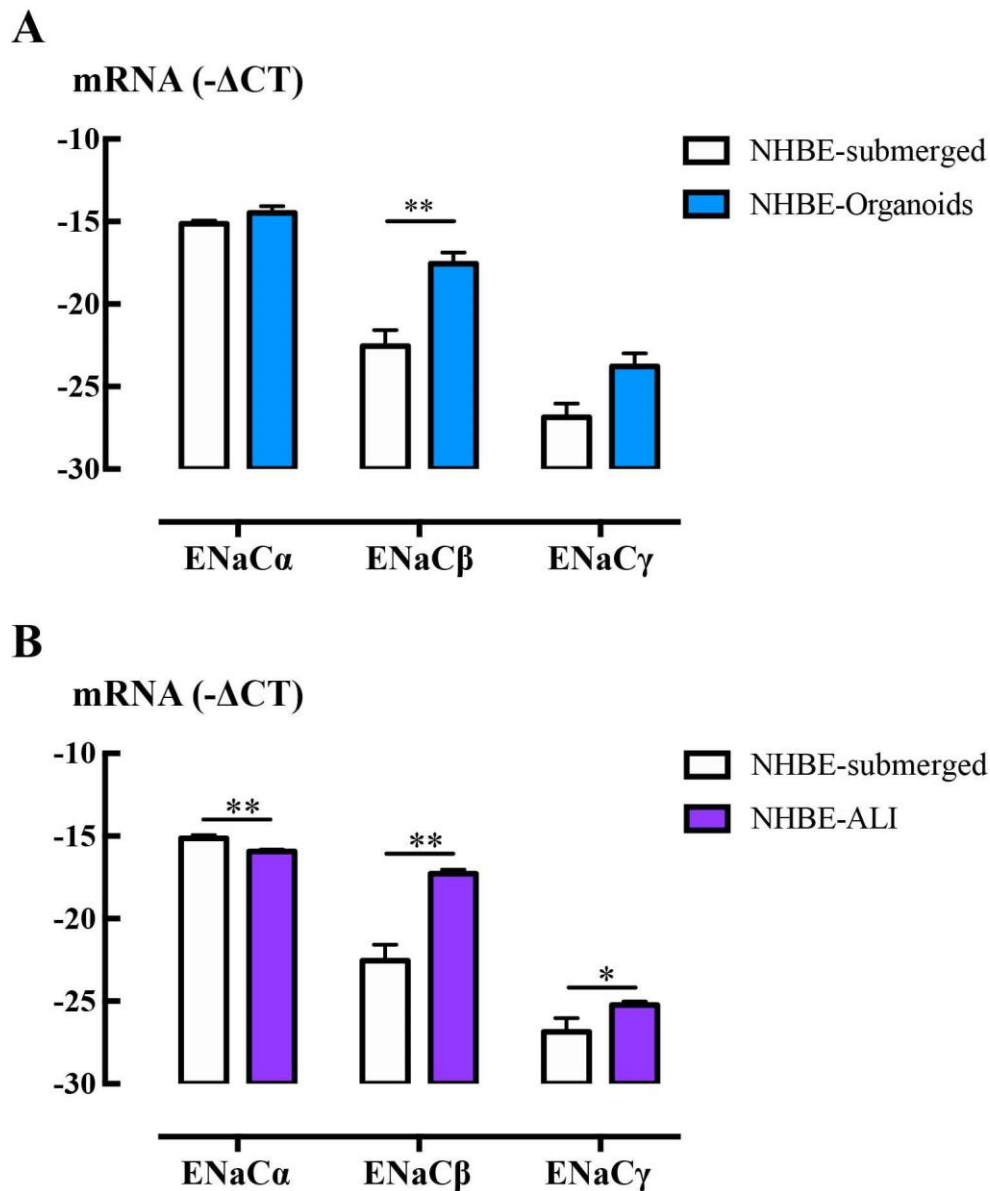 A
mRNA (-ΔCT)
-10
-15
-20
-25
-30
**
NHBE-submerged
NHBE-Organoids
ENaCα
ENaCβ
ENaCγ
B
mRNA (-ΔCT)
-10
-15
-20
-25
-30
**
**
*
NHBE-submerged
NHBE-ALI
ENaCα
ENaCβ
ENaCγ